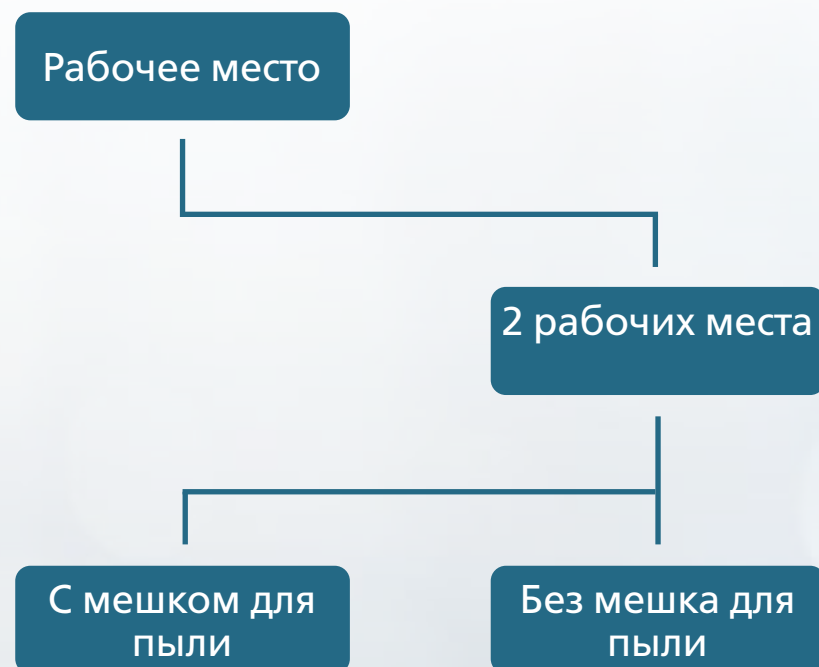 Рабочее место
2 рабочих места
С мешком для
пыли
Без мешка для
пыли